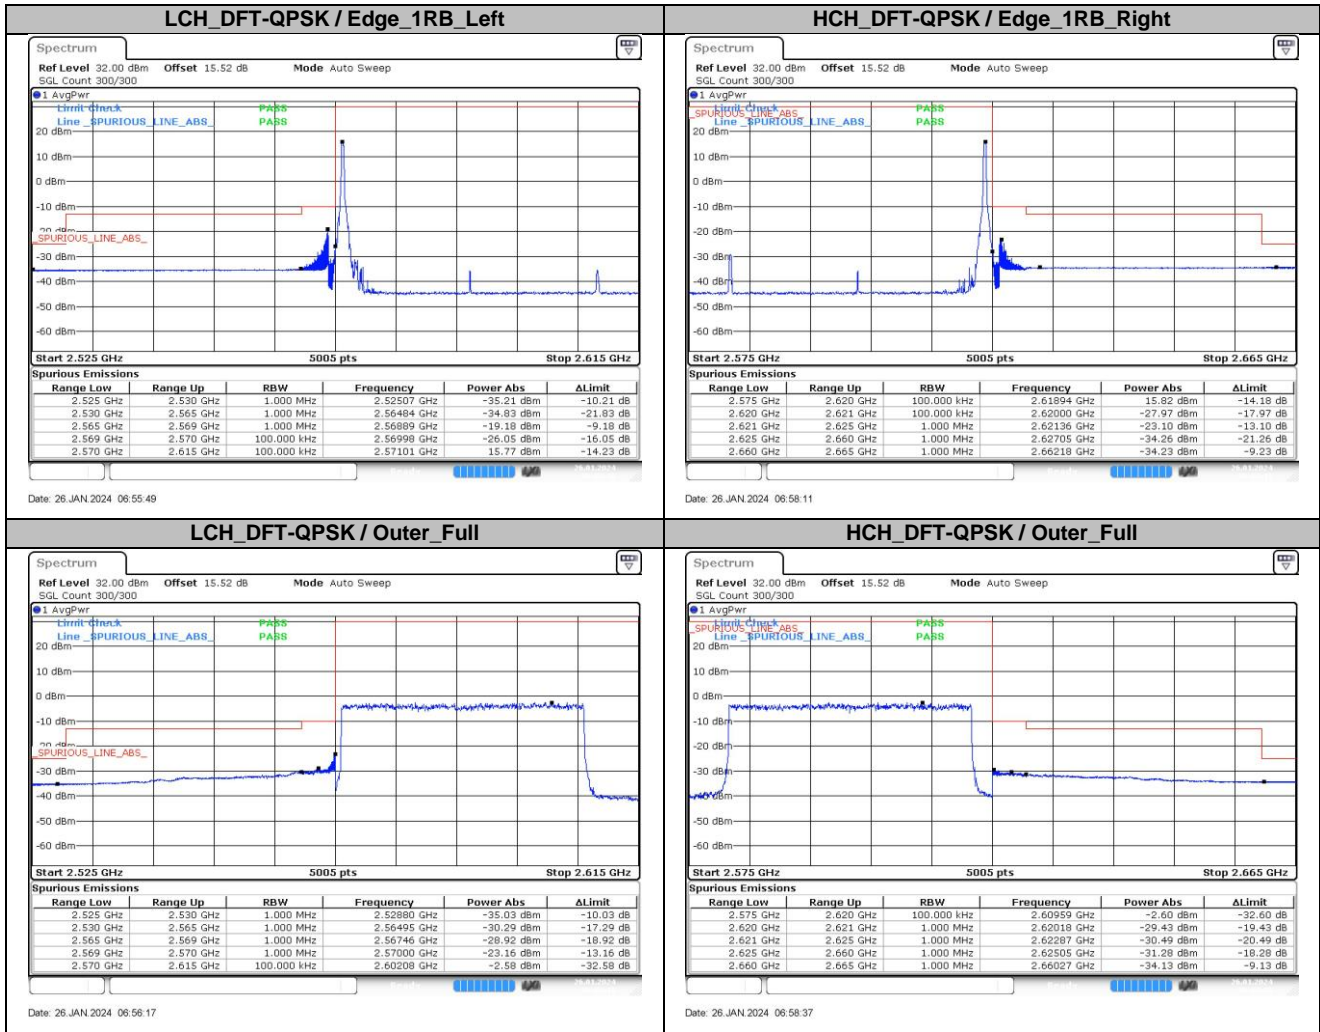 LCH_DFT-QPSK / Edge_1RB_Left
Spectrum
Ref Level 32.00 dBm Offset 15.52 dB Mode Auto Sweep
SGL Count 300/300
1 AvgPwr
Limit Check PASS
Line _SPURIOUS_LINE_ABS_ PASS
20 dBm
10 dBm
0 dBm
-10 dBm
-20 dBm
_SPURIOUS_LINE_ABS_
-30 dBm
-40 dBm
-50 dBm
-60 dBm
Start 2.525 GHz 5005 pts Stop 2.615 GHz
Spurious Emissions
Range Low Range Up RBW Frequency Power Abs ΔLimit
2.525 GHz 2.530 GHz 1.000 MHz 2.52507 GHz -35.21 dBm -10.21 dB
2.530 GHz 2.565 GHz 1.000 MHz 2.56484 GHz -34.83 dBm -21.83 dB
2.565 GHz 2.569 GHz 1.000 MHz 2.56889 GHz -19.18 dBm -9.18 dB
2.569 GHz 2.570 GHz 100.000 kHz 2.56998 GHz -26.05 dBm -16.05 dB
2.570 GHz 2.615 GHz 100.000 kHz 2.57101 GHz 15.77 dBm -14.23 dB
Date: 26.JAN.2024 06:55:49
HCH_DFT-QPSK / Edge_1RB_Right
Spectrum
Ref Level 32.00 dBm Offset 15.52 dB Mode Auto Sweep
SGL Count 300/300
1 AvgPwr
Limit Check PASS
_SPURIOUS_LINE_ABS_
Line _SPURIOUS_LINE_ABS_ PASS
20 dBm
10 dBm
0 dBm
-10 dBm
-20 dBm
-30 dBm
-40 dBm
-50 dBm
-60 dBm
Start 2.575 GHz 5005 pts Stop 2.665 GHz
Spurious Emissions
Range Low Range Up RBW Frequency Power Abs ΔLimit
2.575 GHz 2.620 GHz 100.000 kHz 2.61894 GHz 15.82 dBm -14.18 dB
2.620 GHz 2.621 GHz 100.000 kHz 2.62000 GHz -27.97 dBm -17.97 dB
2.621 GHz 2.625 GHz 1.000 MHz 2.62136 GHz -23.10 dBm -13.10 dB
2.625 GHz 2.660 GHz 1.000 MHz 2.62705 GHz -34.26 dBm -21.26 dB
2.660 GHz 2.665 GHz 1.000 MHz 2.66218 GHz -34.23 dBm -9.23 dB
Date: 26.JAN.2024 06:58:11
LCH_DFT-QPSK / Outer_Full
Spectrum
Ref Level 32.00 dBm Offset 15.52 dB Mode Auto Sweep
SGL Count 300/300
1 AvgPwr
Limit Check PASS
Line _SPURIOUS_LINE_ABS_ PASS
20 dBm
10 dBm
0 dBm
-10 dBm
-20 dBm
_SPURIOUS_LINE_ABS_
-30 dBm
-40 dBm
-50 dBm
-60 dBm
Start 2.525 GHz 5005 pts Stop 2.615 GHz
Spurious Emissions
Range Low Range Up RBW Frequency Power Abs ΔLimit
2.525 GHz 2.530 GHz 1.000 MHz 2.52880 GHz -35.03 dBm -10.03 dB
2.530 GHz 2.565 GHz 1.000 MHz 2.56495 GHz -30.29 dBm -17.29 dB
2.565 GHz 2.569 GHz 1.000 MHz 2.56746 GHz -28.92 dBm -18.92 dB
2.569 GHz 2.570 GHz 1.000 MHz 2.57000 GHz -23.16 dBm -13.16 dB
2.570 GHz 2.615 GHz 100.000 kHz 2.60208 GHz -2.58 dBm -32.58 dB
Date: 26.JAN.2024 06:56:17
HCH_DFT-QPSK / Outer_Full
Spectrum
Ref Level 32.00 dBm Offset 15.52 dB Mode Auto Sweep
SGL Count 300/300
1 AvgPwr
Limit Check PASS
_SPURIOUS_LINE_ABS_
Line _SPURIOUS_LINE_ABS_ PASS
20 dBm
10 dBm
0 dBm
-10 dBm
-20 dBm
-30 dBm
-40 dBm
-50 dBm
-60 dBm
Start 2.575 GHz 5005 pts Stop 2.665 GHz
Spurious Emissions
Range Low Range Up RBW Frequency Power Abs ΔLimit
2.575 GHz 2.620 GHz 100.000 kHz 2.60959 GHz -2.60 dBm -32.60 dB
2.620 GHz 2.621 GHz 1.000 MHz 2.62018 GHz -29.43 dBm -19.43 dB
2.621 GHz 2.625 GHz 1.000 MHz 2.62287 GHz -30.49 dBm -20.49 dB
2.625 GHz 2.660 GHz 1.000 MHz 2.62505 GHz -31.28 dBm -18.28 dB
2.660 GHz 2.665 GHz 1.000 MHz 2.66027 GHz -34.13 dBm -9.13 dB
Date: 26.JAN.2024 06:58:37